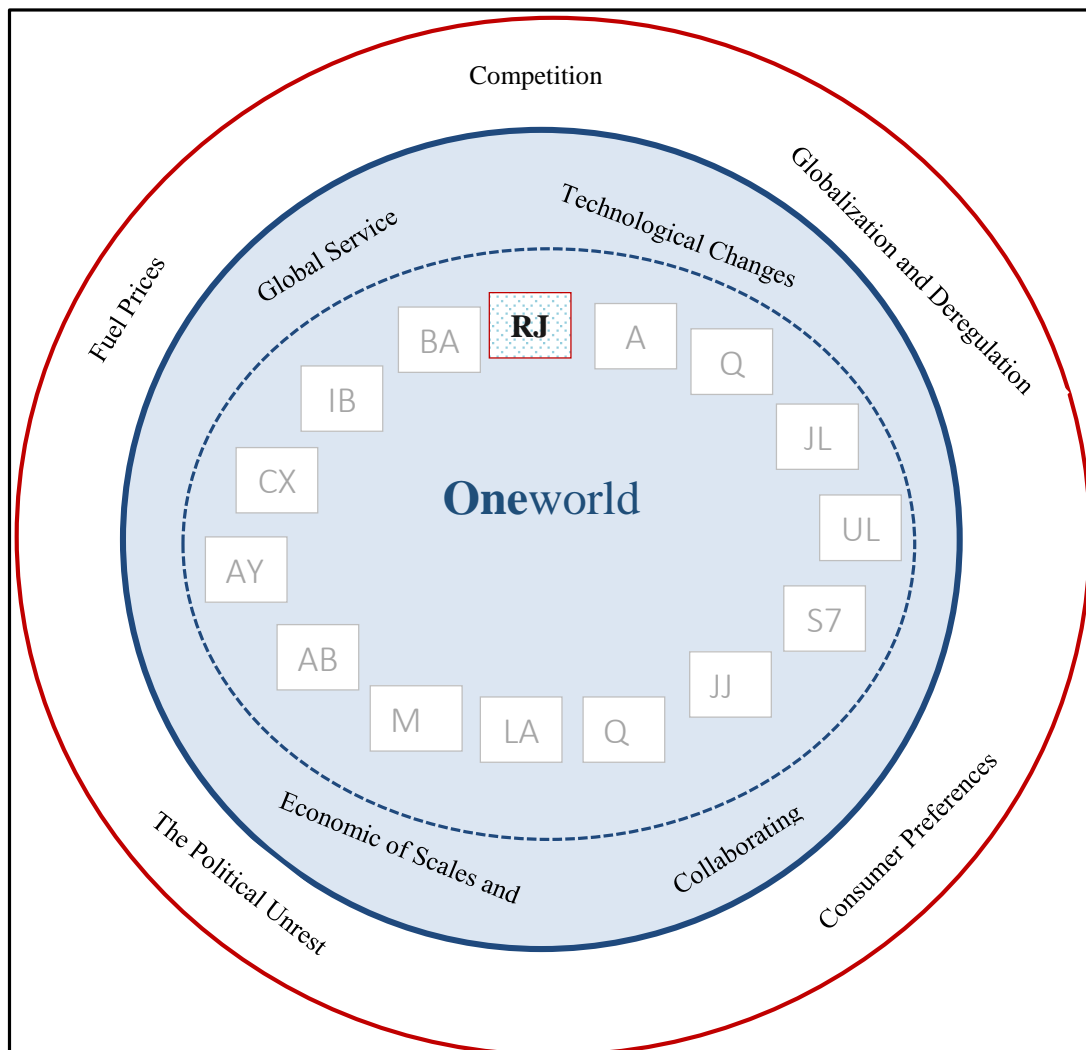 Competition
Globalization and Deregulation
Fuel Prices
Global Service
Technological Changes
BA
RJ
A
Q
IB
JL
CX
Oneworld
UL
AY
S7
AB
JJ
M
LA
Q
Economic of Scales and
Collaborating
The Political Unrest
Consumer Preferences